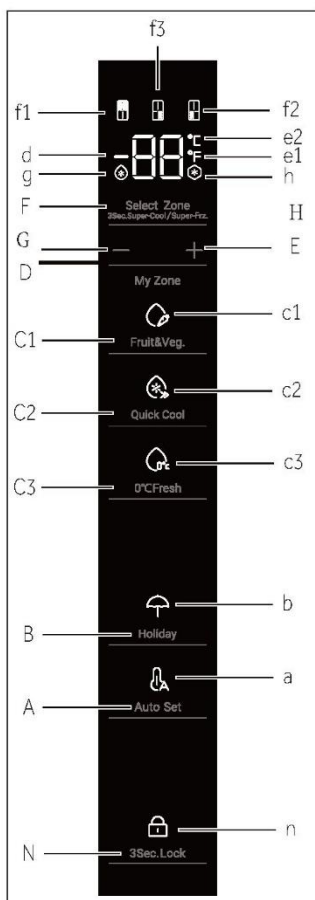 f3
f1 f2
-88 °C e2
d °F e1
g h
F Select Zone H
3Sec.Super-Cool/Super-Frz.
G − + E
D
My Zone
c1
C1 Fruit&Veg.
c2
C2 Quick Cool
0°c c3
C3 0°CFresh
b
B Holiday
A a
A Auto Set
n
N 3Sec.Lock